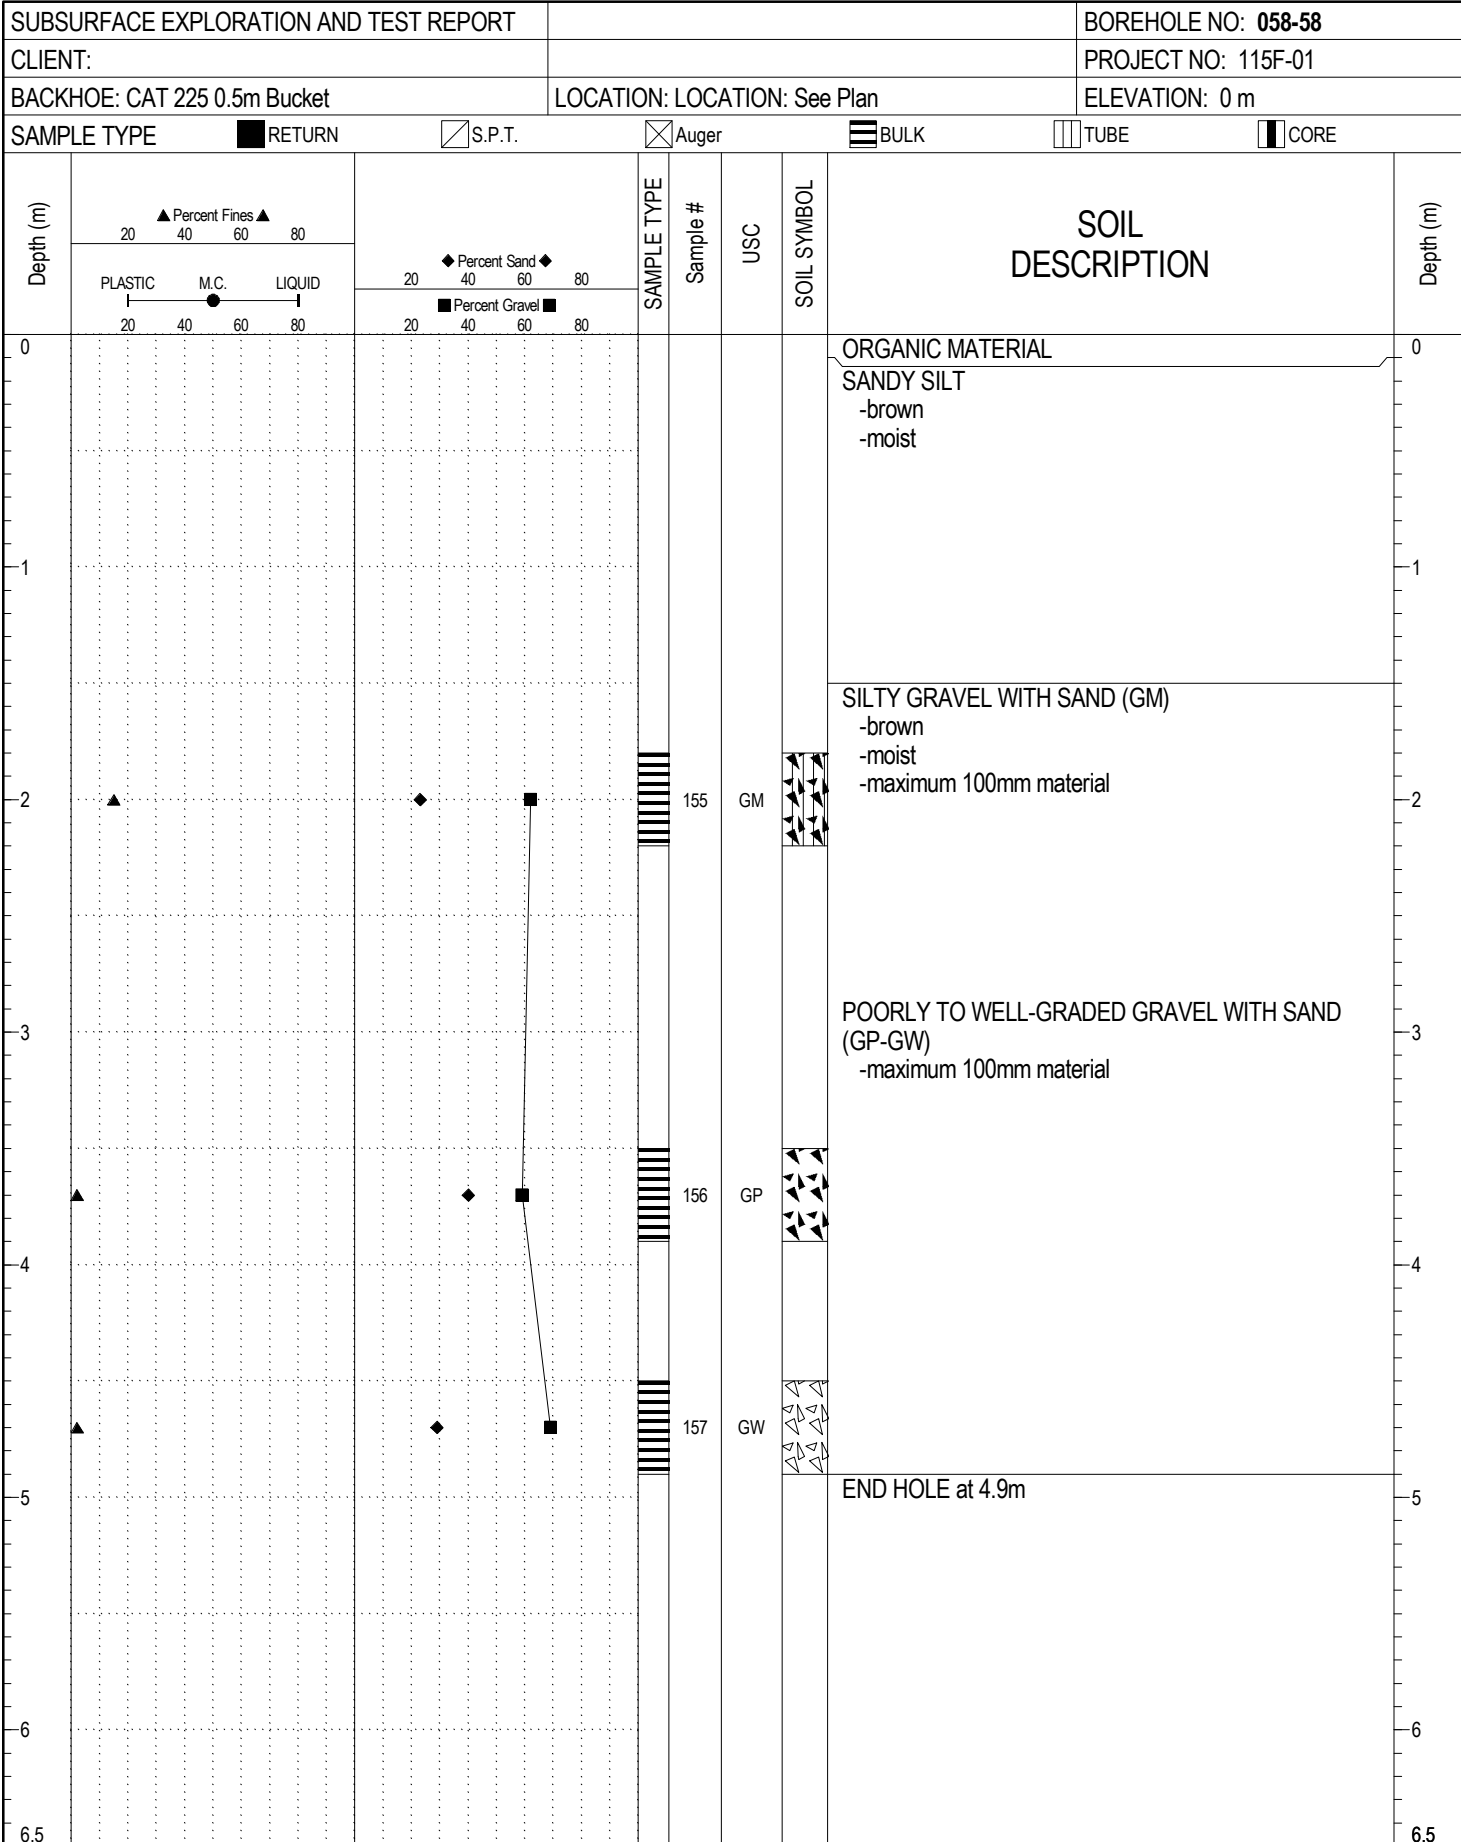 SUBSURFACE EXPLORATION AND TEST REPORT
BOREHOLE NO: 058-58
CLIENT:
PROJECT NO: 115F-01
BACKHOE: CAT 225 0.5m Bucket
LOCATION: LOCATION: See Plan
ELEVATION: 0 m
SAMPLE TYPE
RETURN
S.P.T.
Auger
BULK
TUBE
CORE
Depth (m)
Percent Fines
20 40 60 80
PLASTIC M.C. LIQUID
20 40 60 80
Percent Sand
20 40 60 80
Percent Gravel
20 40 60 80
SAMPLE TYPE
Sample #
USC
SOIL SYMBOL
SOIL
DESCRIPTION
Depth (m)
0
ORGANIC MATERIAL
0
SANDY SILT
-brown
-moist
1
1
SILTY GRAVEL WITH SAND (GM)
-brown
-moist
-maximum 100mm material
2
155
GM
2
POORLY TO WELL-GRADED GRAVEL WITH SAND
(GP-GW)
-maximum 100mm material
3
3
156
GP
4
4
157
GW
END HOLE at 4.9m
5
5
6
6
6.5
6.5